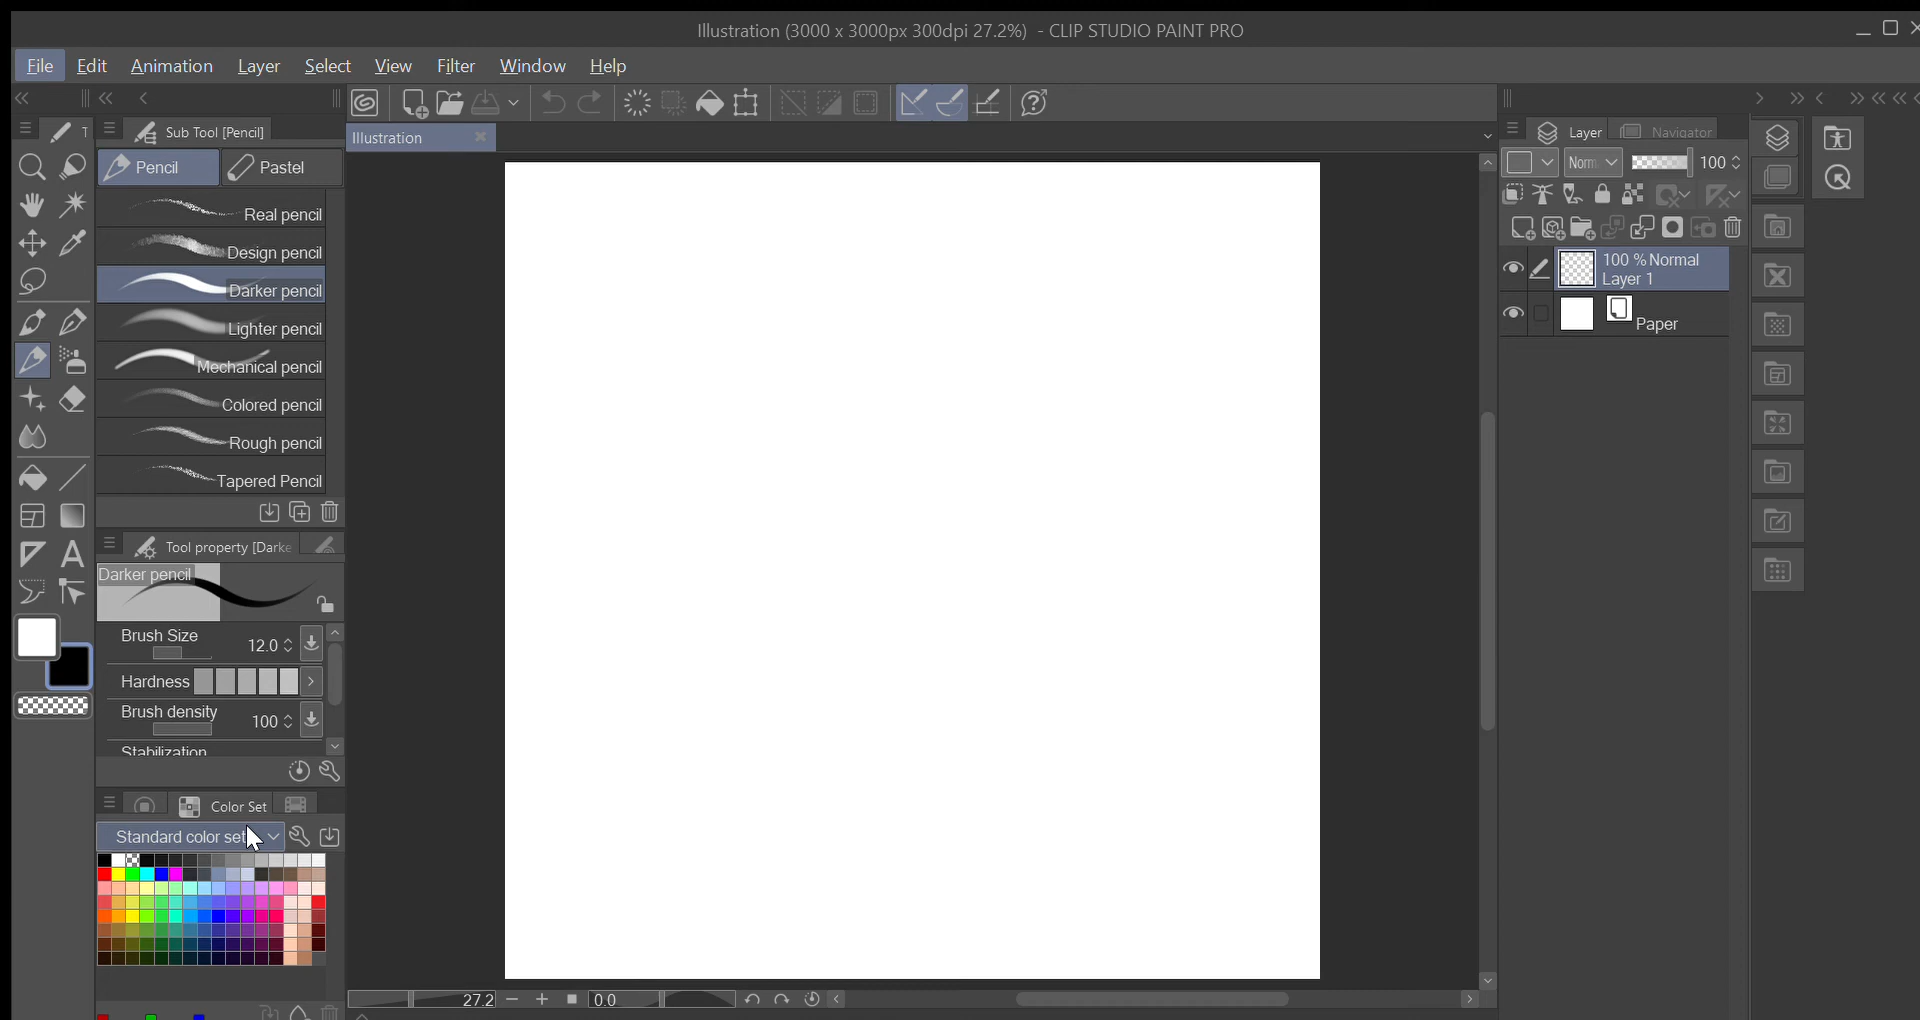 Illustration (3000 x 3000px 300dpi 27.2%) - CLIP STUDIO PAINT PRO
File Edit Animation Layer Select View Filter Window Help
T Sub Tool [Pencil]
Illustration
Layer Navigator
Pencil Pastel
Norm 100
Real pencil
Design pencil
Darker pencil
Lighter pencil
Mechanical pencil
Colored pencil
Rough pencil
Tapered Pencil
100 % Normal
Layer 1
Paper
Tool property [Darke
Darker pencil
Brush Size 12.0
Hardness
Brush density 100
Stabilization
Color Set
Standard color set
27.2 0.0